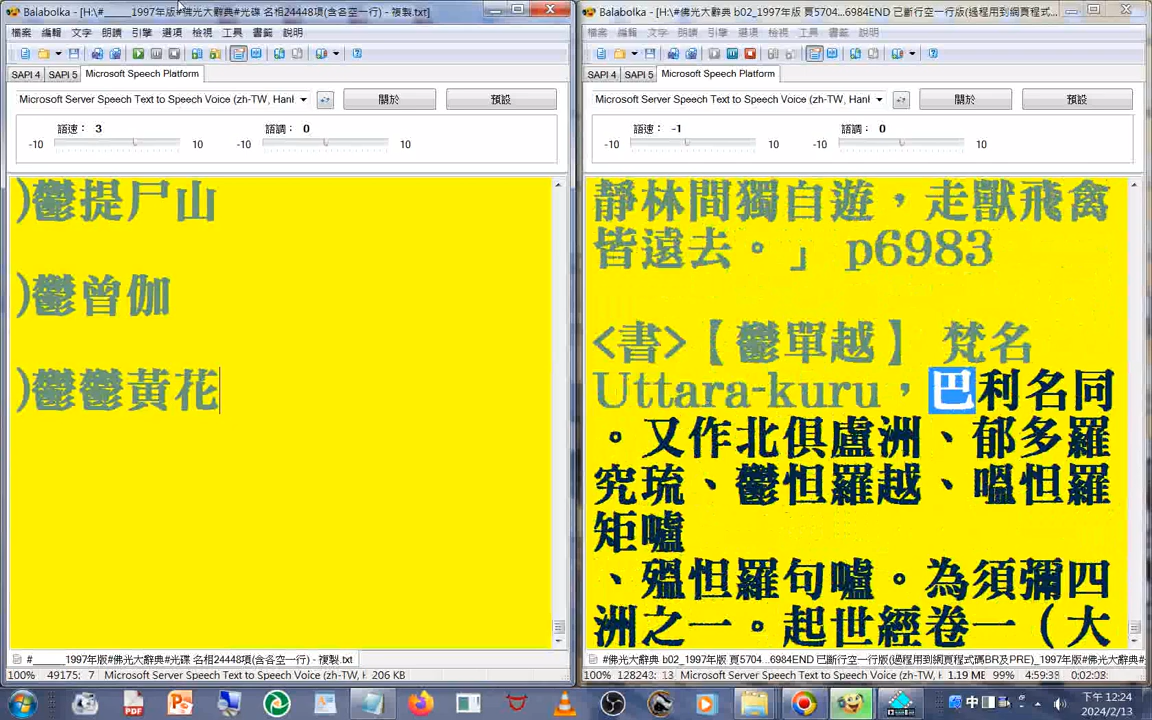 Balabolka - [H:\#_____1997年版#佛光大辭典#光碟 名相24448項(含各空一行) - 複製.txt]
檔案 編輯 文字 朗讀 引擎 選項 檢視 工具 書籤 說明
SAPI 4 SAPI 5 Microsoft Speech Platform
Microsoft Server Speech Text to Speech Voice (zh-TW, Hanl
關於 預設
語速： 3 語調： 0
-10 10 -10 10
)鬱提尸山
)鬱曾伽
)鬱鬱黃花
#______1997年版#佛光大辭典#光碟 名相24448項(含各空一行) - 複製.txt
100% 49175: 7 Microsoft Server Speech Text to Speech Voice (zh-TW, H 206 KB
Balabolka - [H:\#佛光大辭典 b02_1997年版 頁5704...6984END 已斷行空一行版(過程用到網頁程式...
檔案 編輯 文字 朗讀 引擎 選項 檢視 工具 書籤 說明
SAPI 4 SAPI 5 Microsoft Speech Platform
Microsoft Server Speech Text to Speech Voice (zh-TW, Hanl
關於 預設
語速： -1 語調： 0
-10 10 -10 10
靜林間獨自遊，走獸飛禽
皆遠去。」 p6983
<書>【鬱單越】 梵名
Uttara-kuru，巴利名同
。又作北俱盧洲、郁多羅
究琉、鬱怛羅越、嗢怛羅
矩嚧
、殟怛羅句嚧。為須彌四
洲之一。起世經卷一（大
#佛光大辭典 b02_1997年版 頁5704...6984END 已斷行空一行版(過程用到網頁程式碼BR及PRE)_1997年版#佛光大辭典#
100% 128243: 13 Microsoft Server Speech Text to Speech Voice (zh-TW, H 1.19 MB 99% 4:59:38 0:02:08
中
下午 12:24
2024/2/13